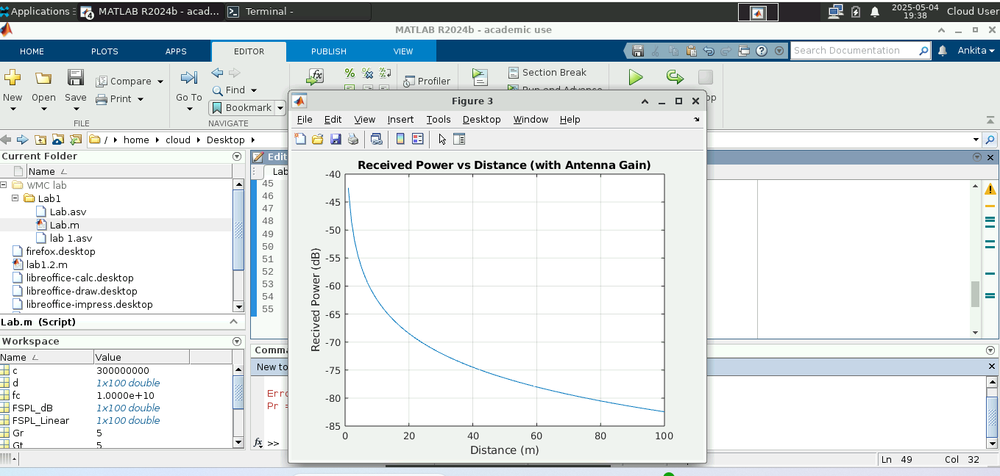 Applications MATLAB R2024b - acad... Terminal - 2025-05-04 Cloud User
19:38
MATLAB R2024b - academic use
HOME PLOTS APPS EDITOR PUBLISH VIEW Search Documentation Ankita
New Open Save Compare Print Go To Find Bookmark Profiler Section Break
FILE NAVIGATE
/ home cloud Desktop
Current Folder
Name
WMC lab
Lab1
Lab.asv
Lab.m
lab 1.asv
firefox.desktop
lab1.2.m
libreoffice-calc.desktop
libreoffice-draw.desktop
libreoffice-impress.desktop
Lab.m (Script)
Workspace
Name Value
c 300000000
d 1x100 double
fc 1.0000e+10
FSPL_dB 1x100 double
FSPL_Linear 1x100 double
Gr 5
Gt 5
Edit
Lab
45
46
47
48
49
50
51
52
53
54
55
Comma
New to
Erro
Pr =
fx >>
Figure 3
File Edit View Insert Tools Desktop Window Help
Received Power vs Distance (with Antenna Gain)
Recived Power (dB)
-40
-45
-50
-55
-60
-65
-70
-75
-80
-85
0 20 40 60 80 100
Distance (m)
Ln 49 Col 32